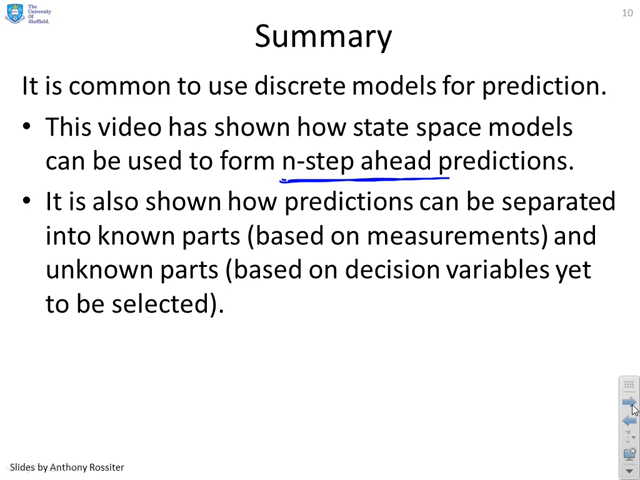 The
University
Of
Sheffield.
10
Summary
It is common to use discrete models for prediction.
• This video has shown how state space models
can be used to form n-step ahead predictions.
• It is also shown how predictions can be separated
into known parts (based on measurements) and
unknown parts (based on decision variables yet
to be selected).
Slides by Anthony Rossiter